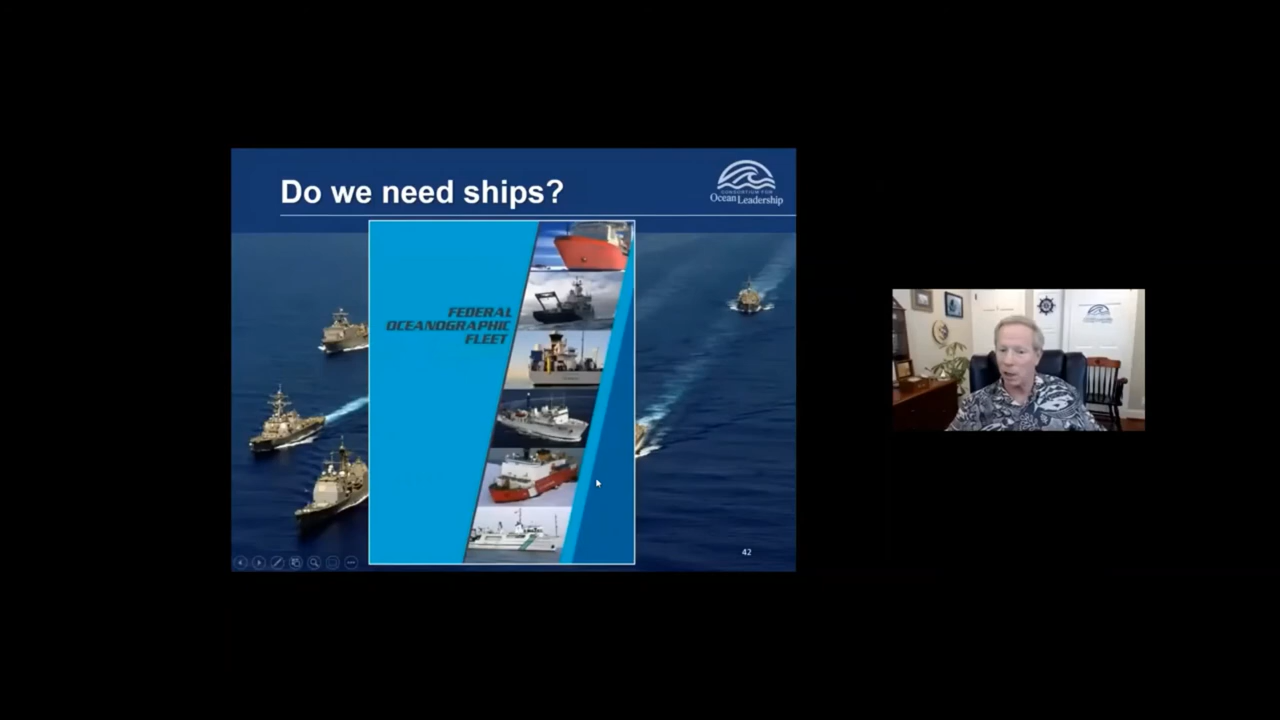 Do we need ships?
CONSORTIUM FOR
Ocean Leadership
FEDERAL
OCEANOGRAPHIC
FLEET
42